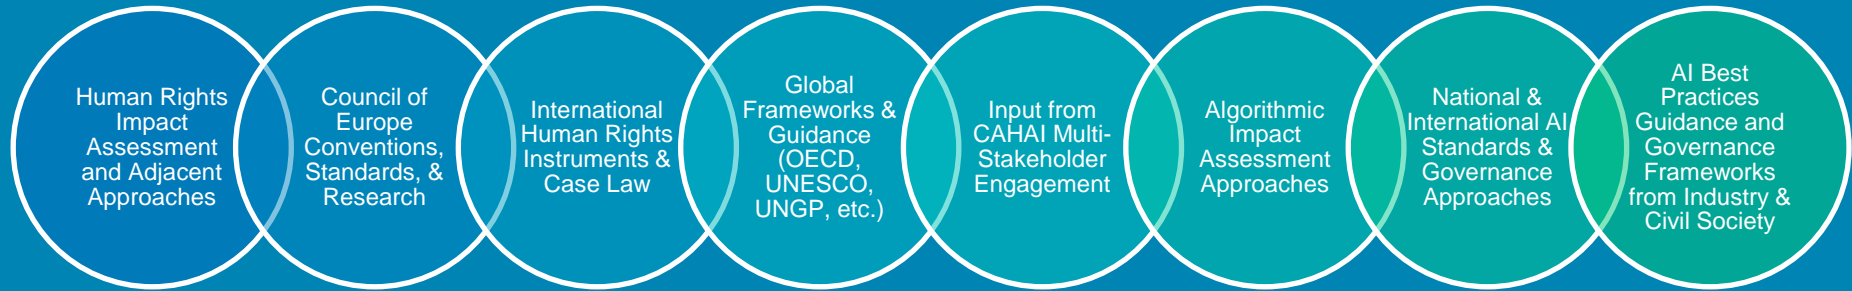 Human Rights
Impact
Assessment
and Adjacent
Approaches
Council of
Europe
Conventions,
Standards, &
Research
International
Human Rights
Instruments &
Case Law
Global
Frameworks &
Guidance
(OECD,
UNESCO,
UNGP, etc.)
Input from
CAHAI Multi-
Stakeholder
Engagement
Algorithmic
Impact
Assessment
Approaches
National &
International AI
Standards &
Governance
Approaches
AI Best
Practices
Guidance and
Governance
Frameworks
from Industry &
Civil Society